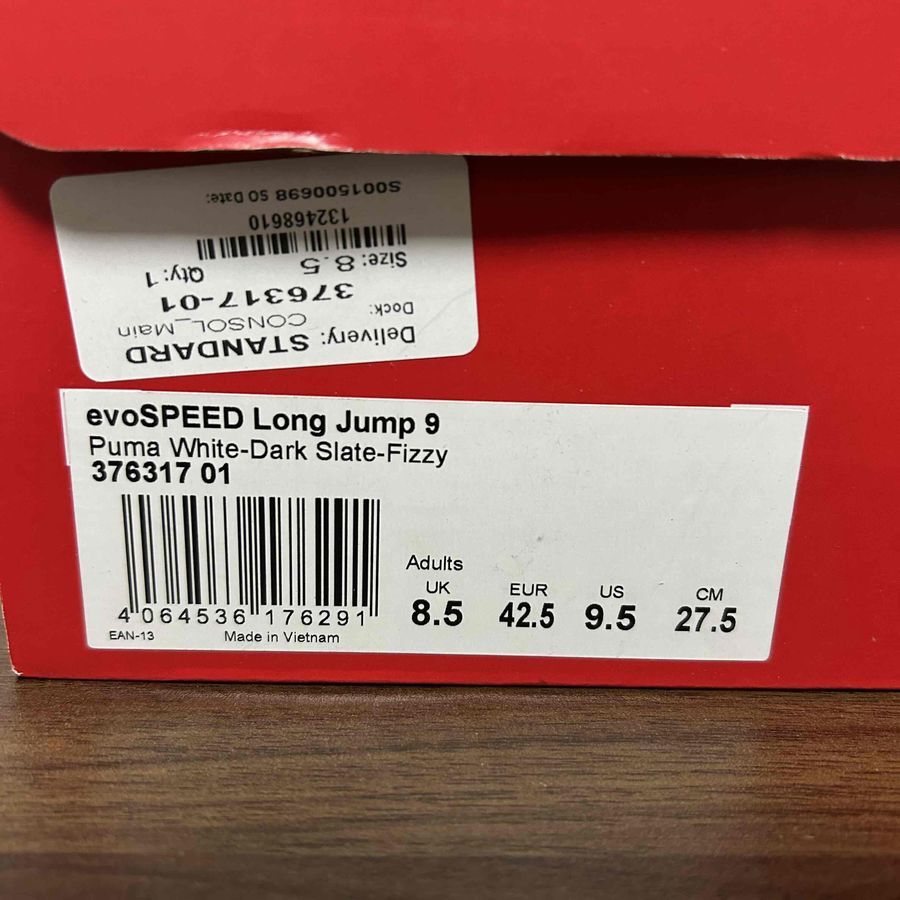 Delivery: STANDARD
Dock: CONSOL_Main
376317-01
Size: 8.5 Qty: 1
132468610
S001500698 SO Date:
evoSPEED Long Jump 9
Puma White-Dark Slate-Fizzy
376317 01
4 064536 176291
EAN-13 Made in Vietnam
Adults
UK EUR US CM
8.5 42.5 9.5 27.5